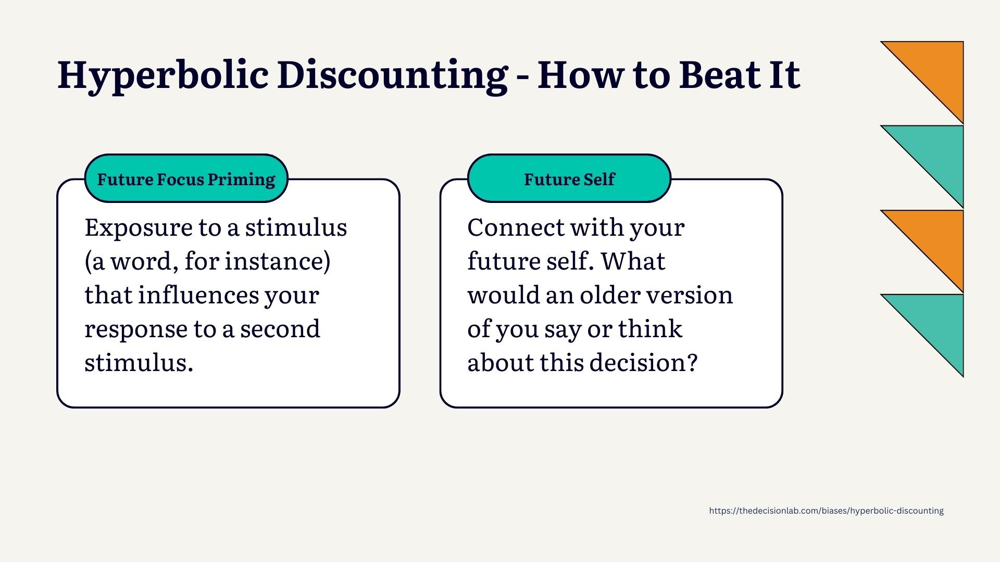 Hyperbolic Discounting - How to Beat It
Future Focus Priming
Exposure to a stimulus
(a word, for instance)
that influences your
response to a second
stimulus.
Future Self
Connect with your
future self. What
would an older version
of you say or think
about this decision?
https://thedecisionlab.com/biases/hyperbolic-discounting